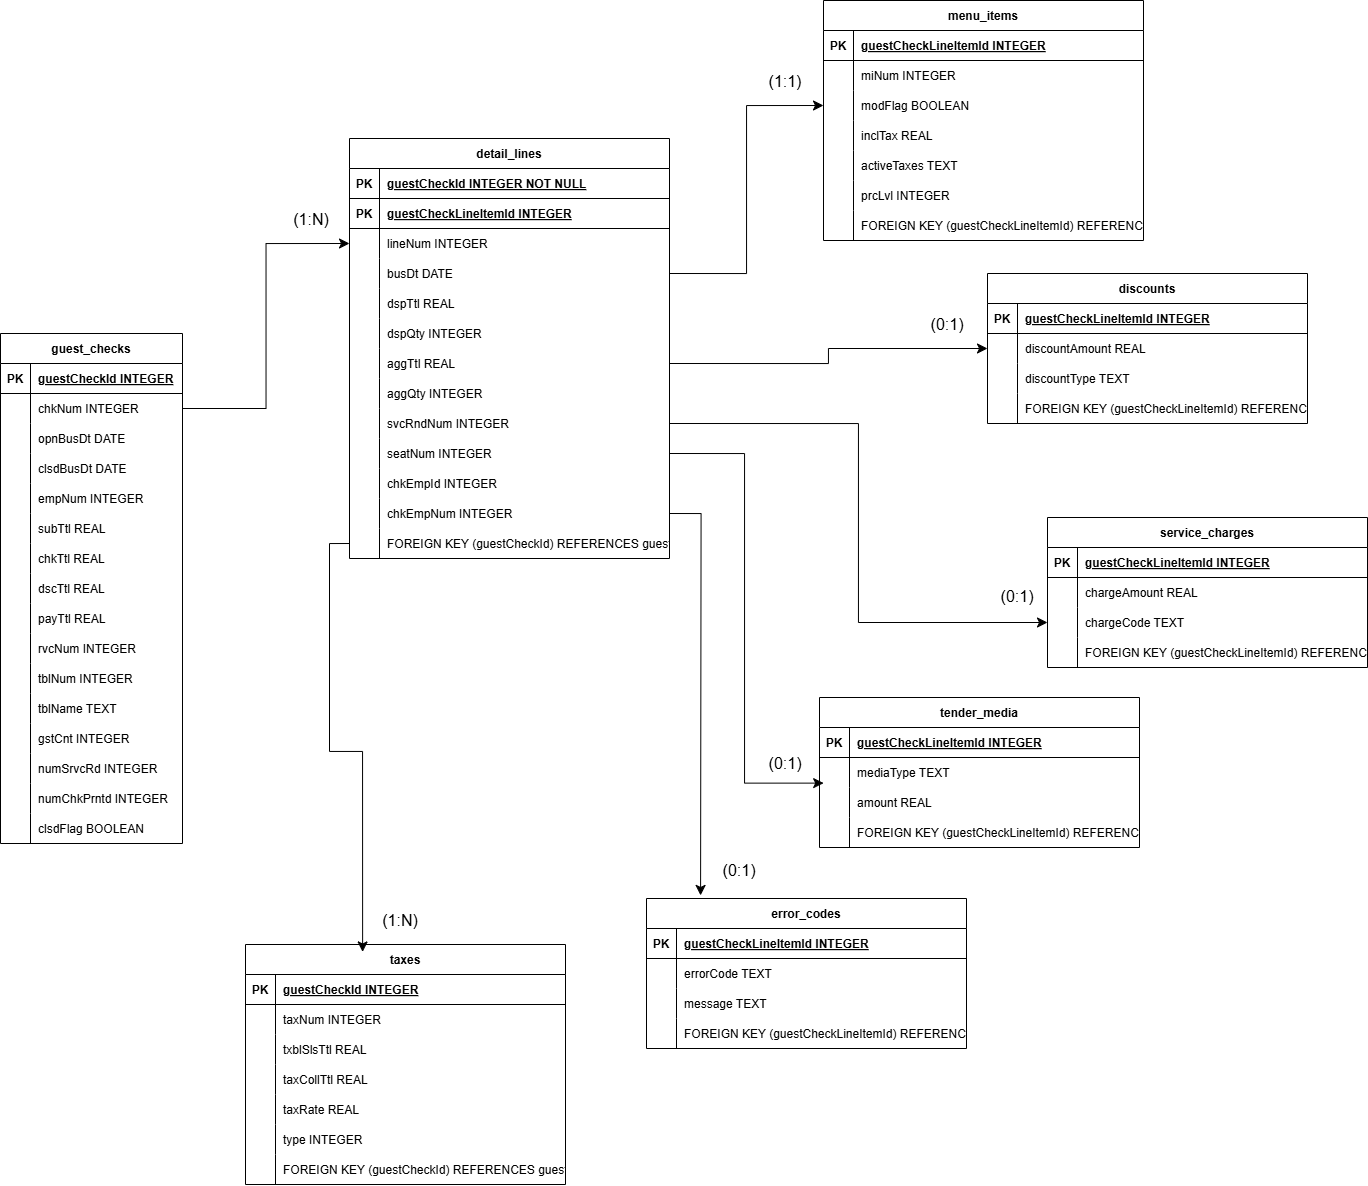 menu_items
PK guestCheckLineItemId INTEGER
miNum INTEGER
modFlag BOOLEAN
inclTax REAL
activeTaxes TEXT
prcLvl INTEGER
FOREIGN KEY (guestCheckLineItemId) REFERENC
(1:1)
detail_lines
PK guestCheckId INTEGER NOT NULL
PK guestCheckLineItemId INTEGER
lineNum INTEGER
busDt DATE
dspTtl REAL
dspQty INTEGER
aggTtl REAL
aggQty INTEGER
svcRndNum INTEGER
seatNum INTEGER
chkEmpId INTEGER
chkEmpNum INTEGER
FOREIGN KEY (guestCheckId) REFERENCES gues
(1:N)
discounts
PK guestCheckLineItemId INTEGER
discountAmount REAL
discountType TEXT
FOREIGN KEY (guestCheckLineItemId) REFERENC
(0:1)
guest_checks
PK guestCheckId INTEGER
chkNum INTEGER
opnBusDt DATE
clsdBusDt DATE
empNum INTEGER
subTtl REAL
chkTtl REAL
dscTtl REAL
payTtl REAL
rvcNum INTEGER
tblNum INTEGER
tblName TEXT
gstCnt INTEGER
numSrvcRd INTEGER
numChkPrntd INTEGER
clsdFlag BOOLEAN
service_charges
PK guestCheckLineItemId INTEGER
chargeAmount REAL
chargeCode TEXT
FOREIGN KEY (guestCheckLineItemId) REFERENC
(0:1)
tender_media
PK guestCheckLineItemId INTEGER
mediaType TEXT
amount REAL
FOREIGN KEY (guestCheckLineItemId) REFERENC
(0:1)
(0:1)
error_codes
PK guestCheckLineItemId INTEGER
errorCode TEXT
message TEXT
FOREIGN KEY (guestCheckLineItemId) REFERENC
(1:N)
taxes
PK guestCheckId INTEGER
taxNum INTEGER
txblSlsTtl REAL
taxCollTtl REAL
taxRate REAL
type INTEGER
FOREIGN KEY (guestCheckId) REFERENCES gues